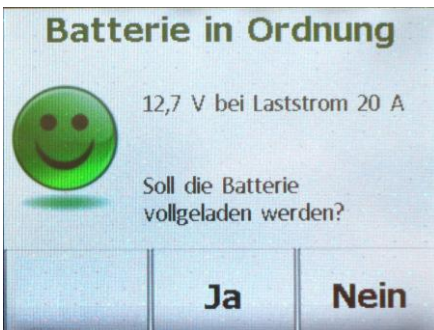 Batterie in Ordnung
12,7 V bei Laststrom 20 A
Soll die Batterie
vollgeladen werden?
Ja
Nein